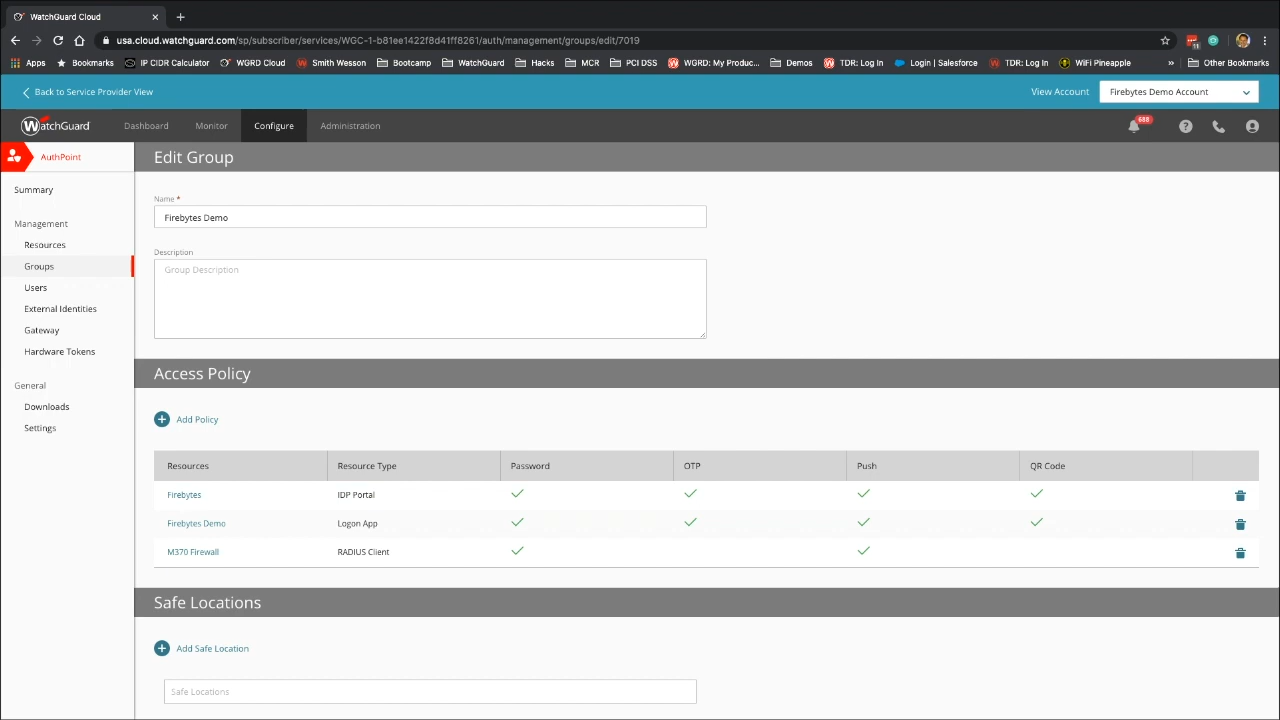 WatchGuard Cloud
usa.cloud.watchguard.com/sp/subscriber/services/WGC-1-b81ee1422f8d41ff8261/auth/management/groups/edit/7019
11
Apps Bookmarks IP CIDR Calculator WGRD Cloud Smith Wesson Bootcamp WatchGuard Hacks MCR PCI DSS WGRD: My Produc... Demos TDR: Log In Login | Salesforce TDR: Log In WiFi Pineapple » Other Bookmarks
Back to Service Provider View View Account Firebytes Demo Account
WatchGuard Dashboard Monitor Configure Administration 688
AuthPoint
Edit Group
Summary
Name *
Firebytes Demo
Management
Resources
Groups
Users
External Identities
Gateway
Hardware Tokens
General
Downloads
Settings
Description
Group Description
Access Policy
Add Policy
Resources Resource Type Password OTP Push QR Code
Firebytes IDP Portal
Firebytes Demo Logon App
M370 Firewall RADIUS Client
Safe Locations
Add Safe Location
Safe Locations